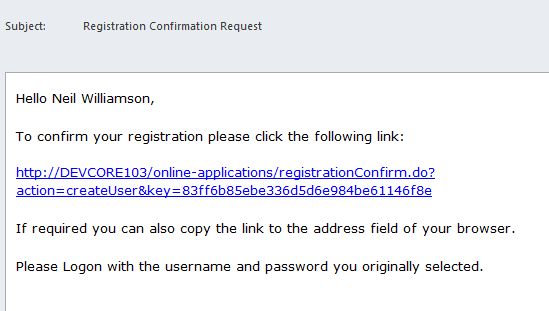 Subject: Registration Confirmation Request
Hello Neil Williamson,
To confirm your registration please click the following link:
http://DEVCORE103/online-applications/registrationConfirm.do?
action=createUser&key=83ff6b85ebe336d5d6e984be61146f8e
If required you can also copy the link to the address field of your browser.
Please Logon with the username and password you originally selected.